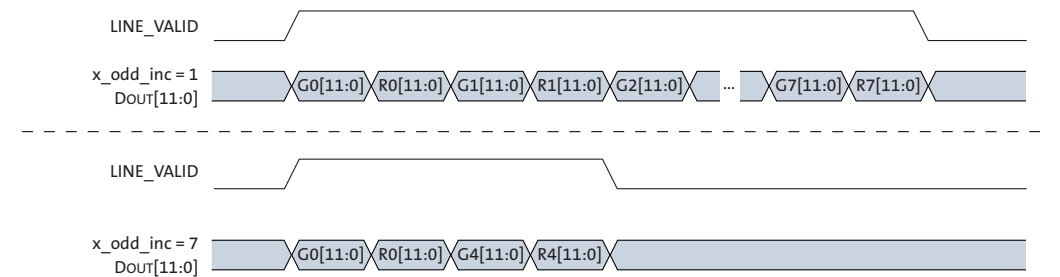 LINE_VALID
x_odd_inc = 1
DOUT[11:0]
G0[11:0] R0[11:0] G1[11:0] R1[11:0] G2[11:0] ... G7[11:0] R7[11:0]
LINE_VALID
x_odd_inc = 7
DOUT[11:0]
G0[11:0] R0[11:0] G4[11:0] R4[11:0]